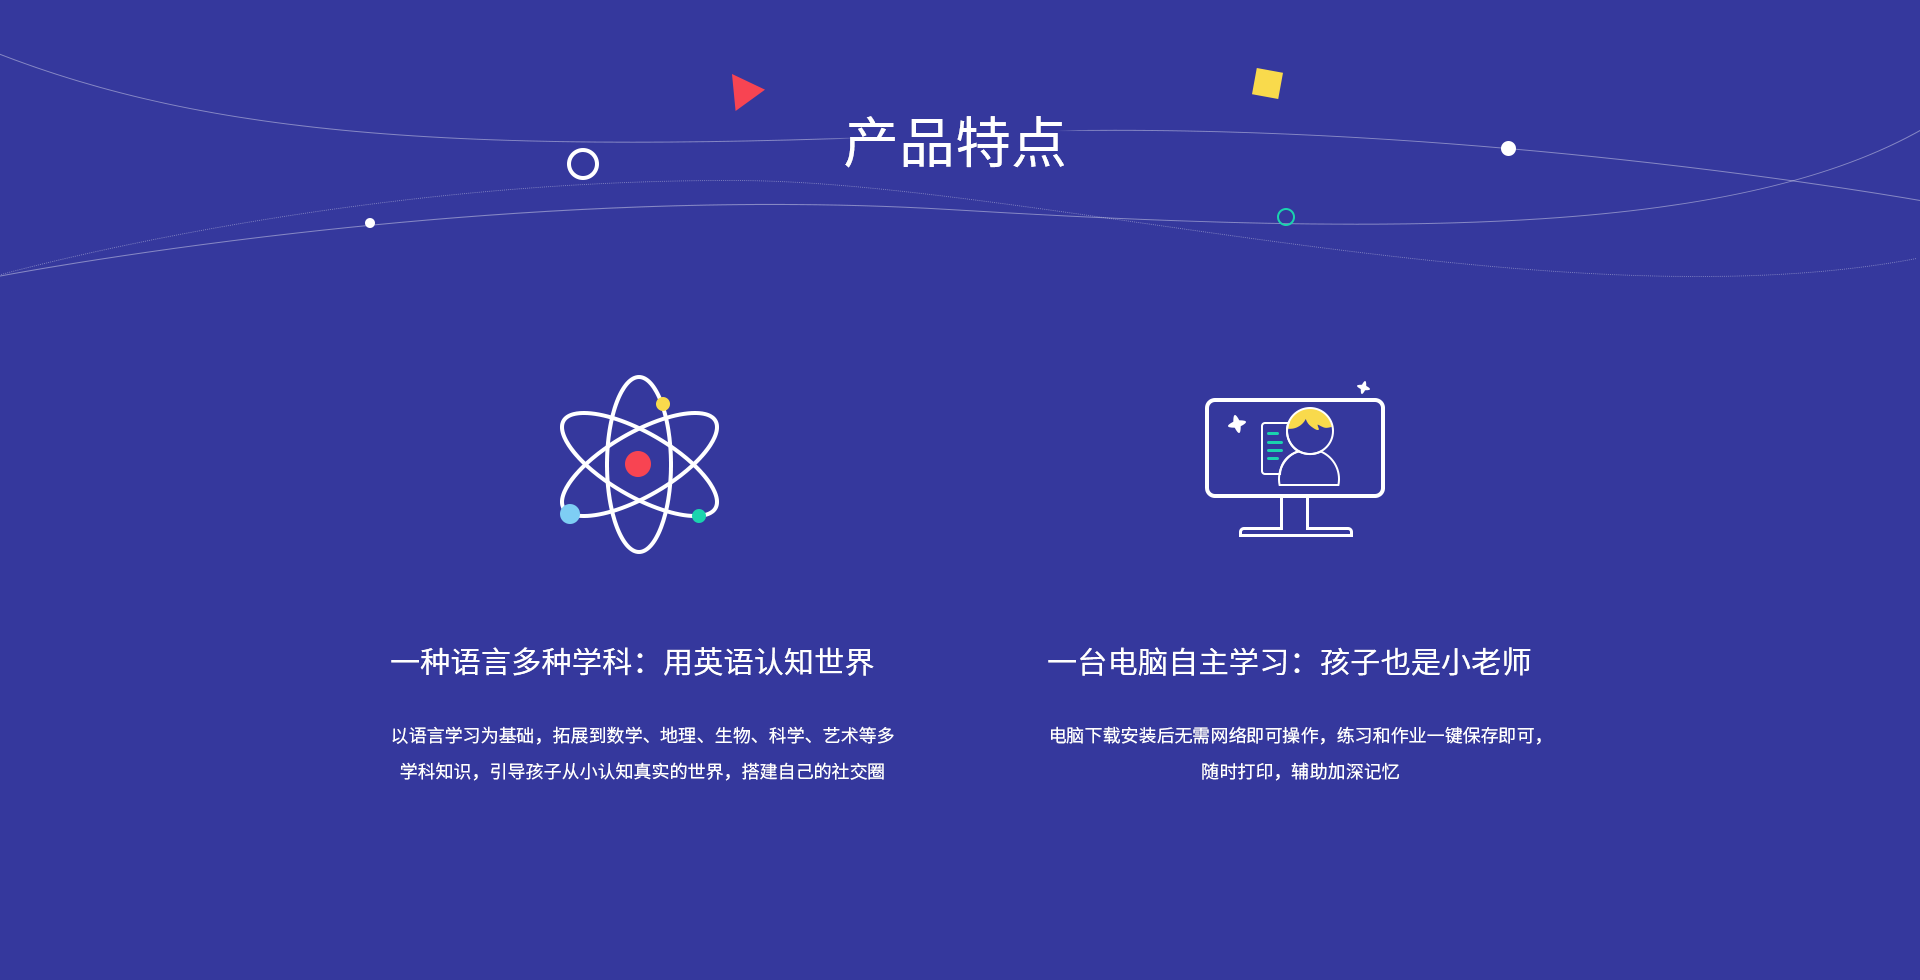 产品特点
一种语言多种学科：用英语认知世界
以语言学习为基础，拓展到数学、地理、生物、科学、艺术等多
学科知识，引导孩子从小认知真实的世界，搭建自己的社交圈
一台电脑自主学习：孩子也是小老师
电脑下载安装后无需网络即可操作，练习和作业一键保存即可，
随时打印，辅助加深记忆